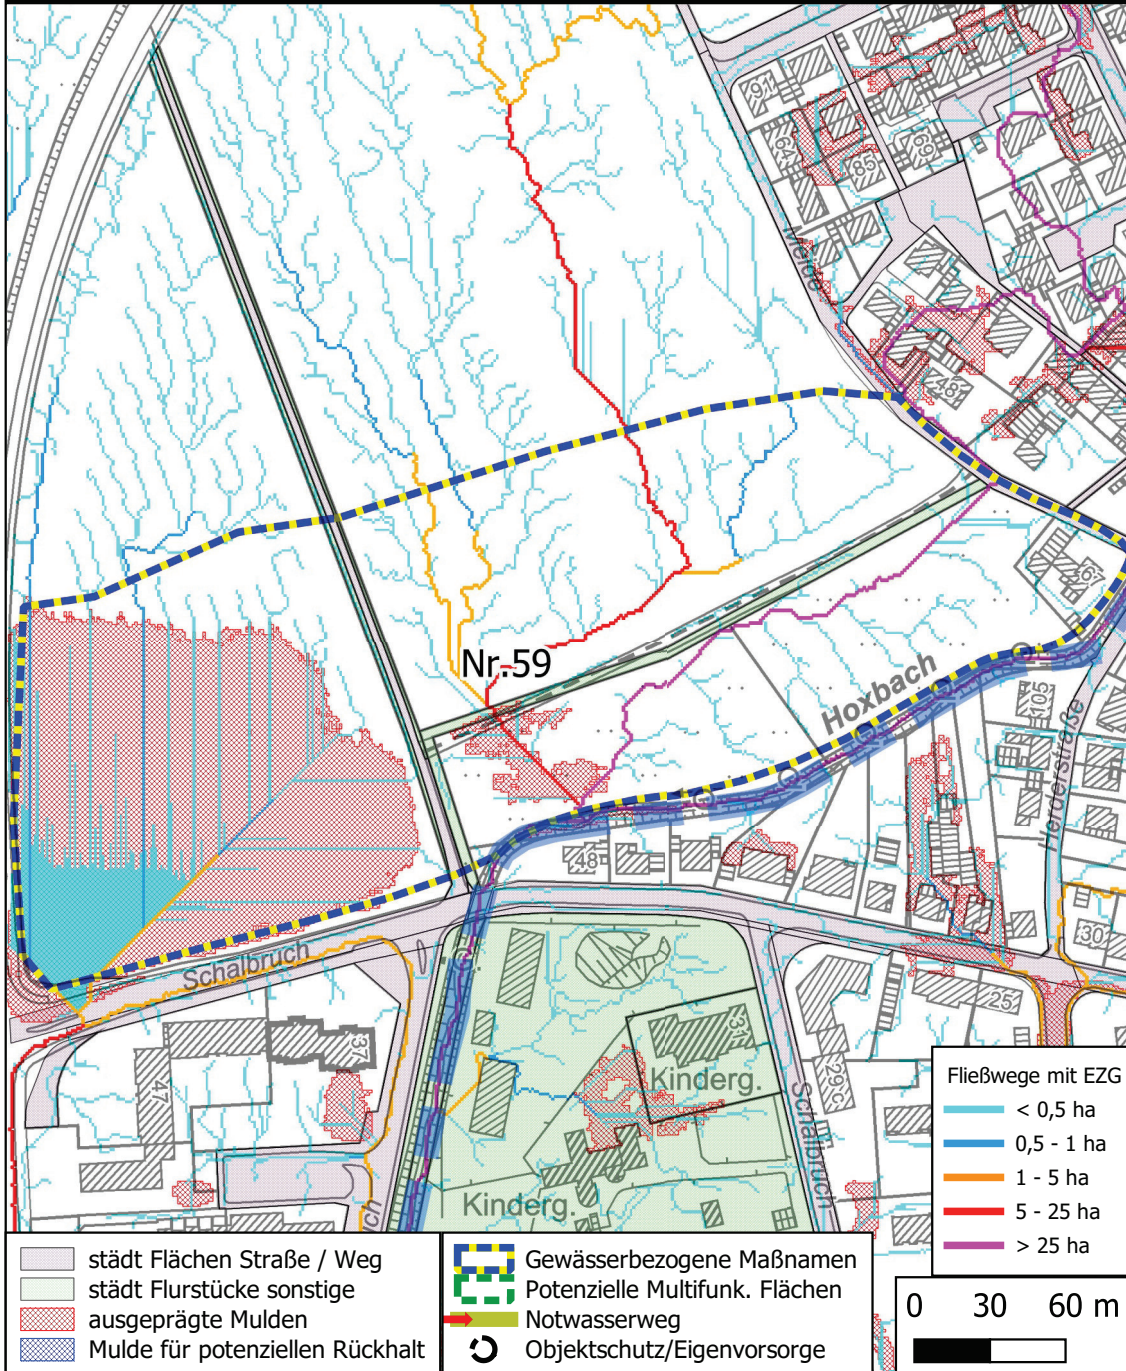 91
64
85
69
48
Nr.59
67
Hoxbach
105
Herderstraße
48
Schalbruch
30
25
37
47
31
Kinderg.
29c
Schalbruch
Kinderg.
Fließwege mit EZG
< 0,5 ha
0,5 - 1 ha
1 - 5 ha
5 - 25 ha
> 25 ha
städt Flächen Straße / Weg
städt Flurstücke sonstige
ausgeprägte Mulden
Mulde für potenziellen Rückhalt
Gewässerbezogene Maßnamen
Potenzielle Multifunk. Flächen
Notwasserweg
Objektschutz/Eigenvorsorge
0 30 60 m